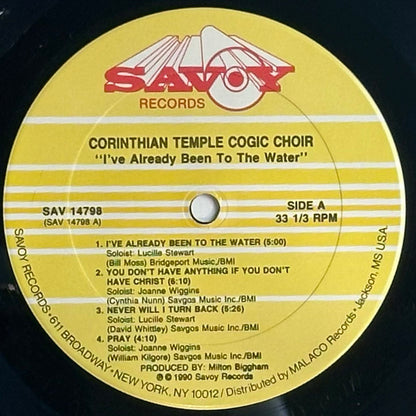 SAVOY
RECORDS
CORINTHIAN TEMPLE COGIC CHOIR
"I've Already Been To The Water"
SAV 14798
(SAV 14798 A)
SIDE A
33 1/3 RPM
1. I'VE ALREADY BEEN TO THE WATER (5:00)
Soloist: Lucille Stewart
(Bill Moss) Bridgeport Music,/BMI
2. YOU DON'T HAVE ANYTHING IF YOU DON'T
HAVE CHRIST (6:10)
Soloist: Joanne Wiggins
(Cynthia Nunn) Savgos Music Inc./BMI
3. NEVER WILL I TURN BACK (5:26)
Soloist: Lucille Stewart
(David Whittley) Savgos Music Inc./BMI
4. PRAY (4:10)
Soloist: Joanne Wiggins
(William Kilgore) Savgos Music Inc./BMI
PRODUCED BY: Milton Biggham
℗ © 1990 Savoy Records
SAVOY RECORDS • 611 BROADWAY • NEW YORK, NY 10012 / Distributed by MALACO Records • Jackson, MS USA